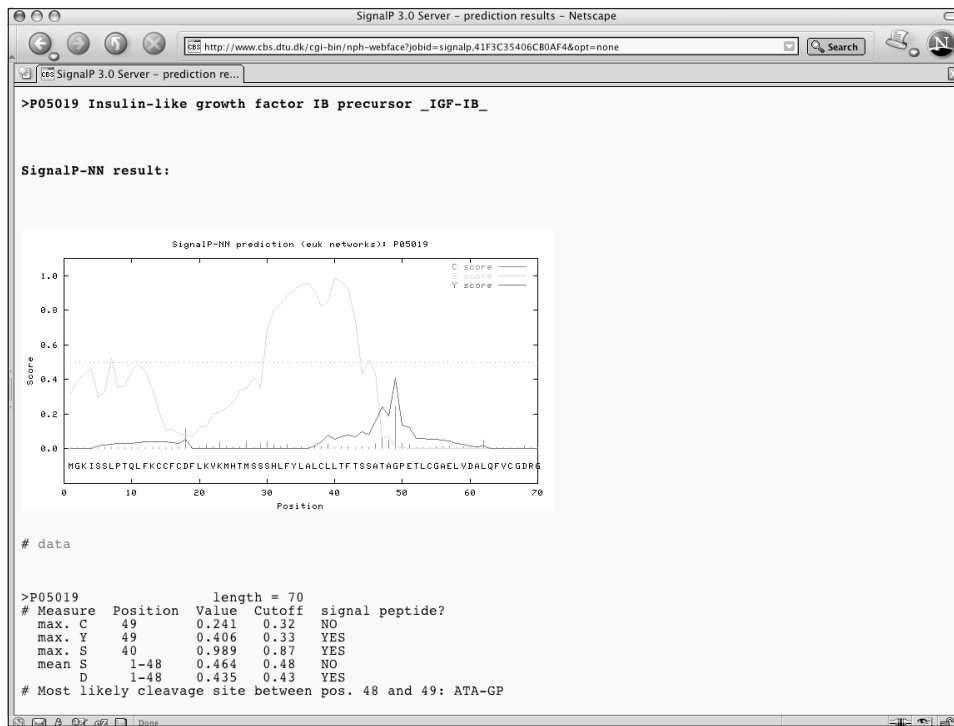 SignalP 3.0 Server – prediction results – Netscape
CBS http://www.cbs.dtu.dk/cgi-bin/nph-webface?jobid=signalp,41F3C35406CB0AF4&opt=none
Search
N
CBS SignalP 3.0 Server – prediction re...
>P05019 Insulin-like growth factor IB precursor _IGF-IB_
SignalP-NN result:
SignalP-NN prediction (euk networks): P05019
C score
S score
Y score
1.0
0.8
0.6
0.4
0.2
0.0
Score
MGKISSLPTQLFKCCFCDFLKVKMHTMSSSHLFYLALCLLTFTSSATAGPETLCGAELVDALQFVCGDRG
0 10 20 30 40 50 60 70
Position
# data
>P05019 length = 70
# Measure Position Value Cutoff signal peptide?
max. C 49 0.241 0.32 NO
max. Y 49 0.406 0.33 YES
max. S 40 0.989 0.87 YES
mean S 1-48 0.464 0.48 NO
D 1-48 0.435 0.43 YES
# Most likely cleavage site between pos. 48 and 49: ATA-GP
Done